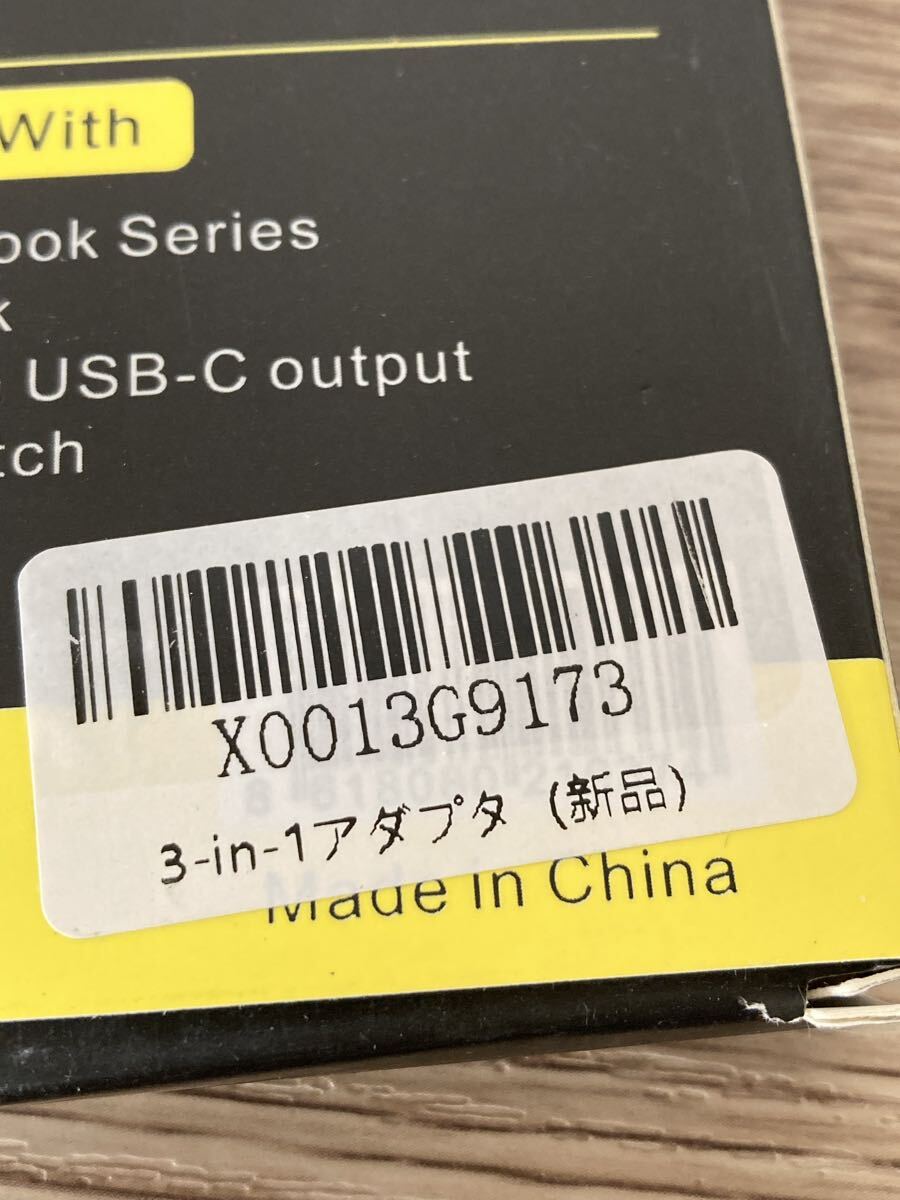 With
ook Series
k
USB-C output
tch
X0013G9173
3-in-1アダプタ (新品)
Made in China